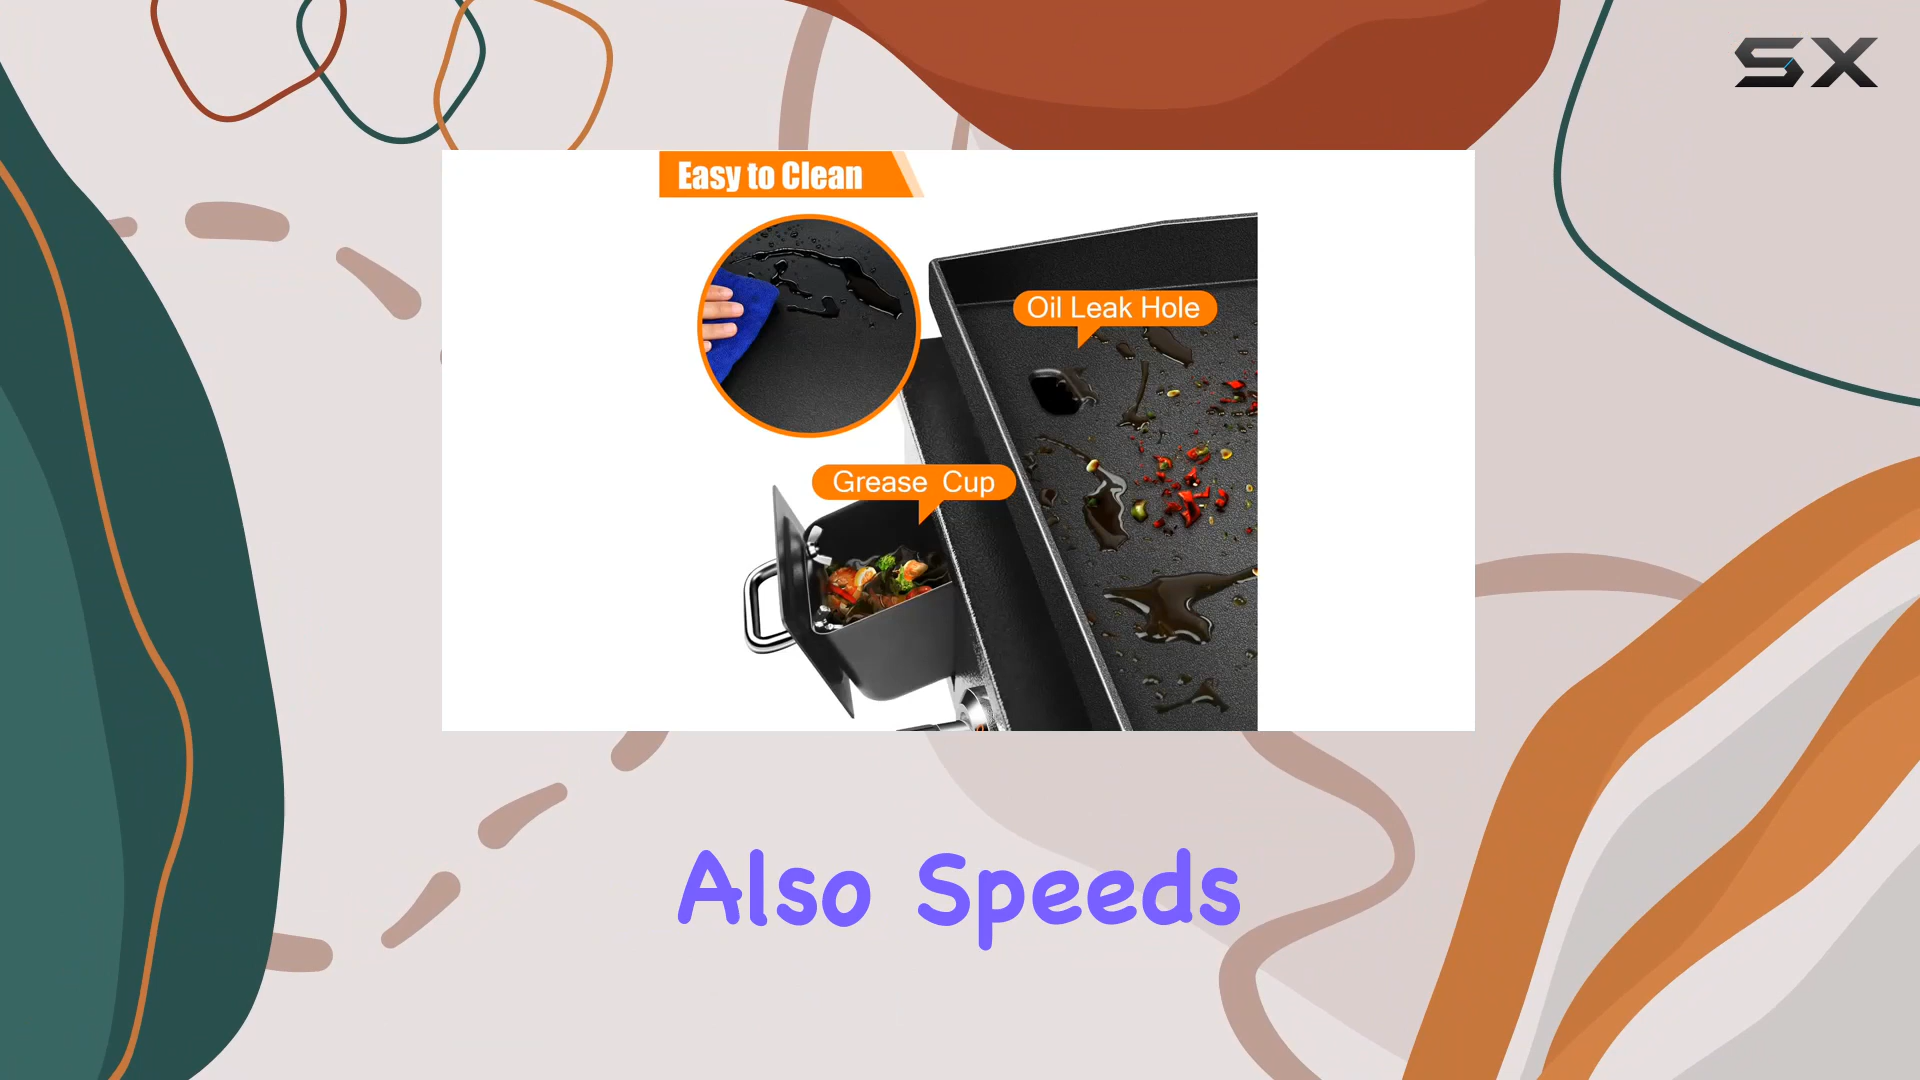 SX
Easy to Clean
Oil Leak Hole
Grease Cup
Also Speeds